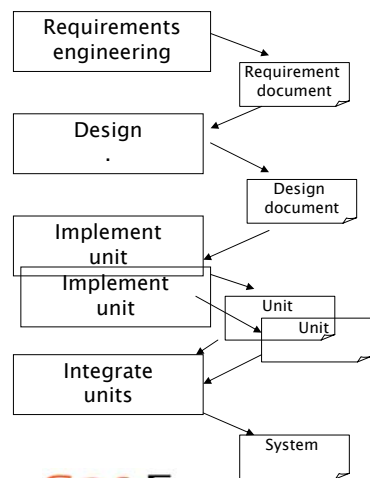 Requirements
engineering
Requirement
document
Design
.
Design
document
Implement
unit
Implement
unit
Unit
Unit
Integrate
units
System